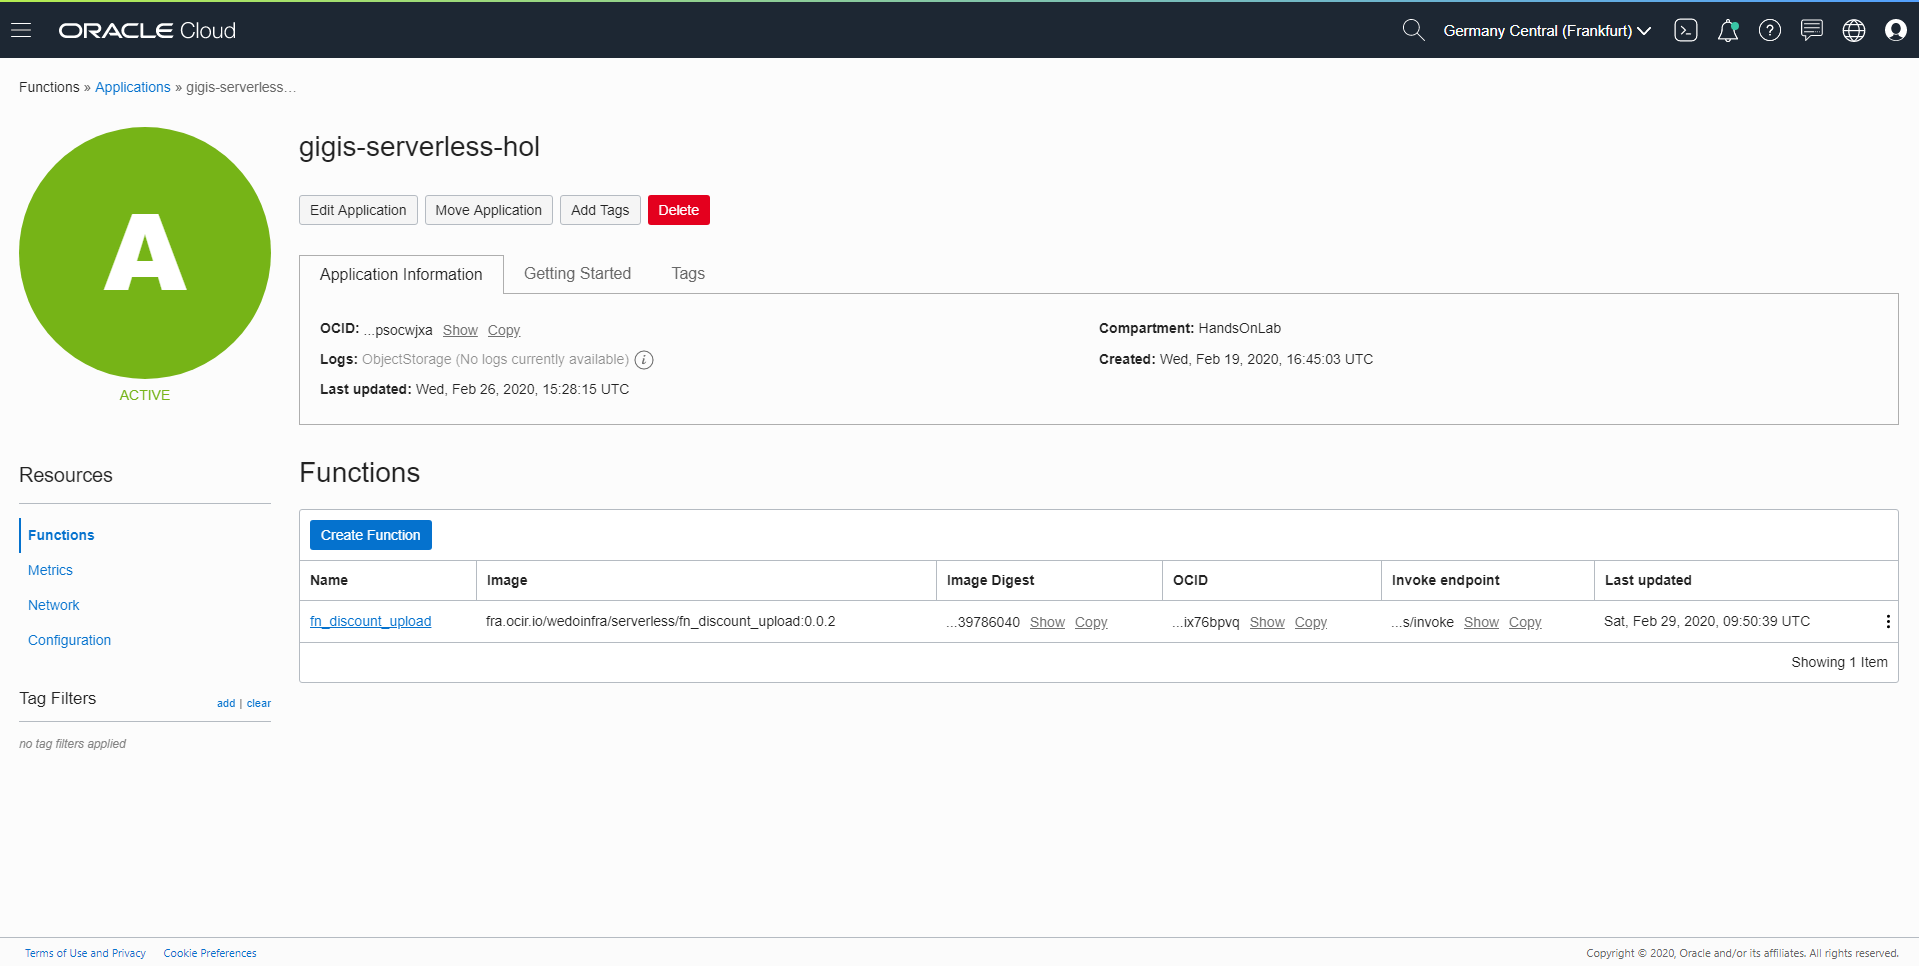 ORACLE Cloud
Germany Central (Frankfurt)
Functions » Applications » gigis-serverless…
A
ACTIVE
gigis-serverless-hol
Edit Application Move Application Add Tags Delete
Application Information Getting Started Tags
OCID: ...psocwjxa Show Copy
Compartment: HandsOnLab
Logs: ObjectStorage (No logs currently available) i
Created: Wed, Feb 19, 2020, 16:45:03 UTC
Last updated: Wed, Feb 26, 2020, 15:28:15 UTC
Resources
Functions
Metrics
Network
Configuration
Tag Filters add | clear
no tag filters applied
Functions
Create Function
Name Image Image Digest OCID Invoke endpoint Last updated
fn_discount_upload fra.ocir.io/wedoinfra/serverless/fn_discount_upload:0.0.2 ...39786040 Show Copy ...ix76bpvq Show Copy ...s/invoke Show Copy Sat, Feb 29, 2020, 09:50:39 UTC
Showing 1 Item
Terms of Use and Privacy Cookie Preferences
Copyright © 2020, Oracle and/or its affiliates. All rights reserved.